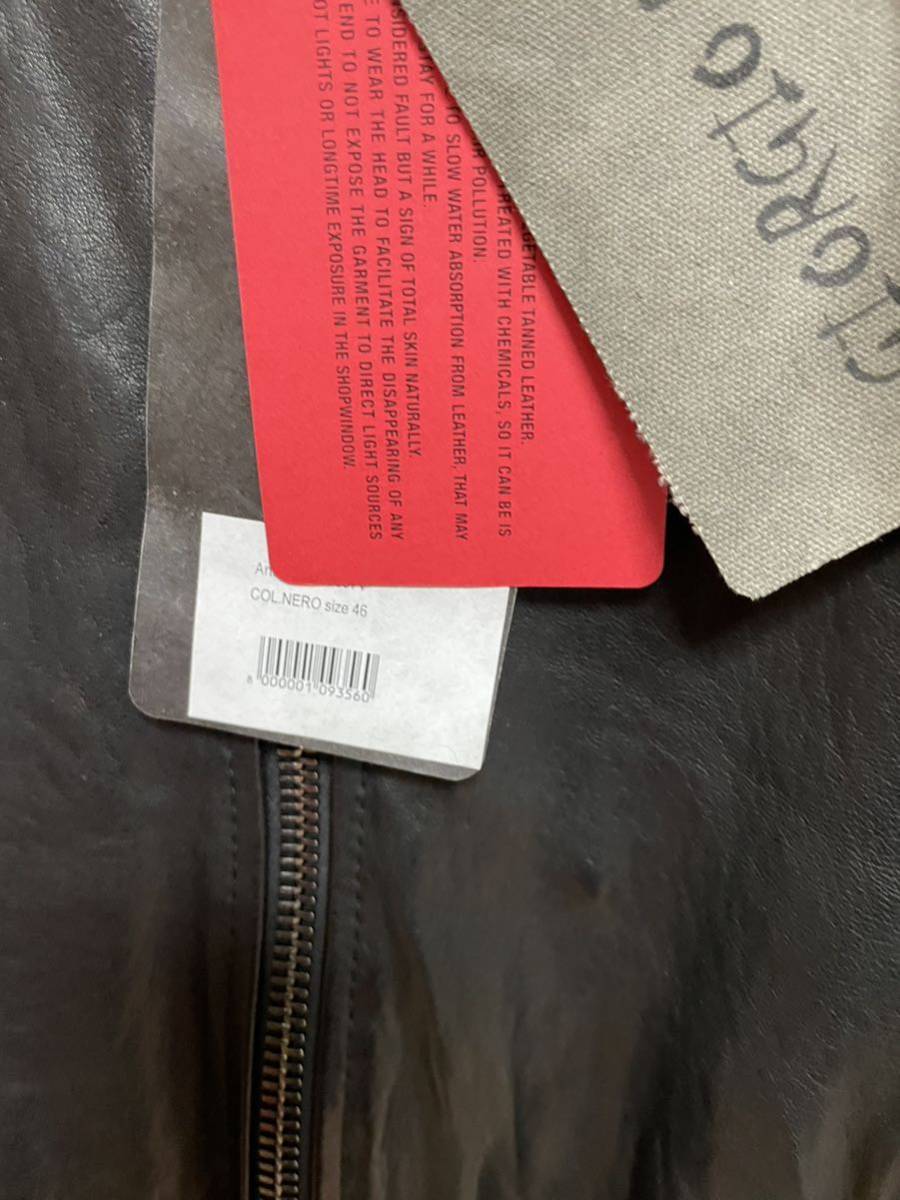 GIORGIO
VEGETABLE TANNED LEATHER.
TREATED WITH CHEMICALS, SO IT CAN BE IS
POLLUTION.
TO SLOW WATER ABSORPTION FROM LEATHER, THAT MAY
STAY FOR A WHILE.
SIDERED FAULT BUT A SIGN OF TOTAL SKIN NATURALLY.
E TO WEAR THE HEAD TO FACILITATE THE DISAPPEARING OF ANY
END TO NOT EXPOSE THE GARMENT TO DIRECT LIGHT SOURCES
OT LIGHTS OR LONGTIME EXPOSURE IN THE SHOPWINDOW.
COL.NERO size 46
8 000001 093560